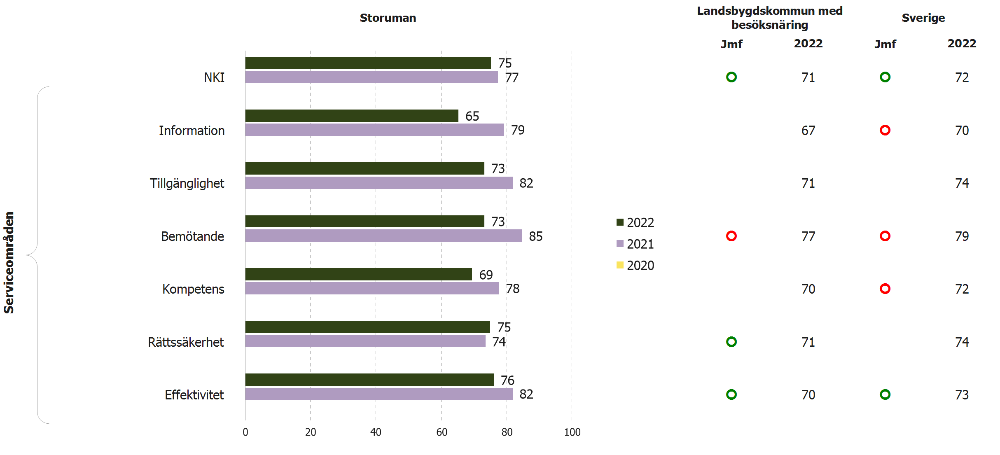 Storuman
Landsbygdskommun med
besöksnäring
Sverige
Jmf 2022 Jmf 2022
NKI 75 77 71 72
Information 65 79 67 70
Tillgänglighet 73 82 71 74
Bemötande 73 85 77 79
Kompetens 69 78 70 72
Rättssäkerhet 75 74 71 74
Effektivitet 76 82 70 73
Serviceområden
2022
2021
2020
0 20 40 60 80 100